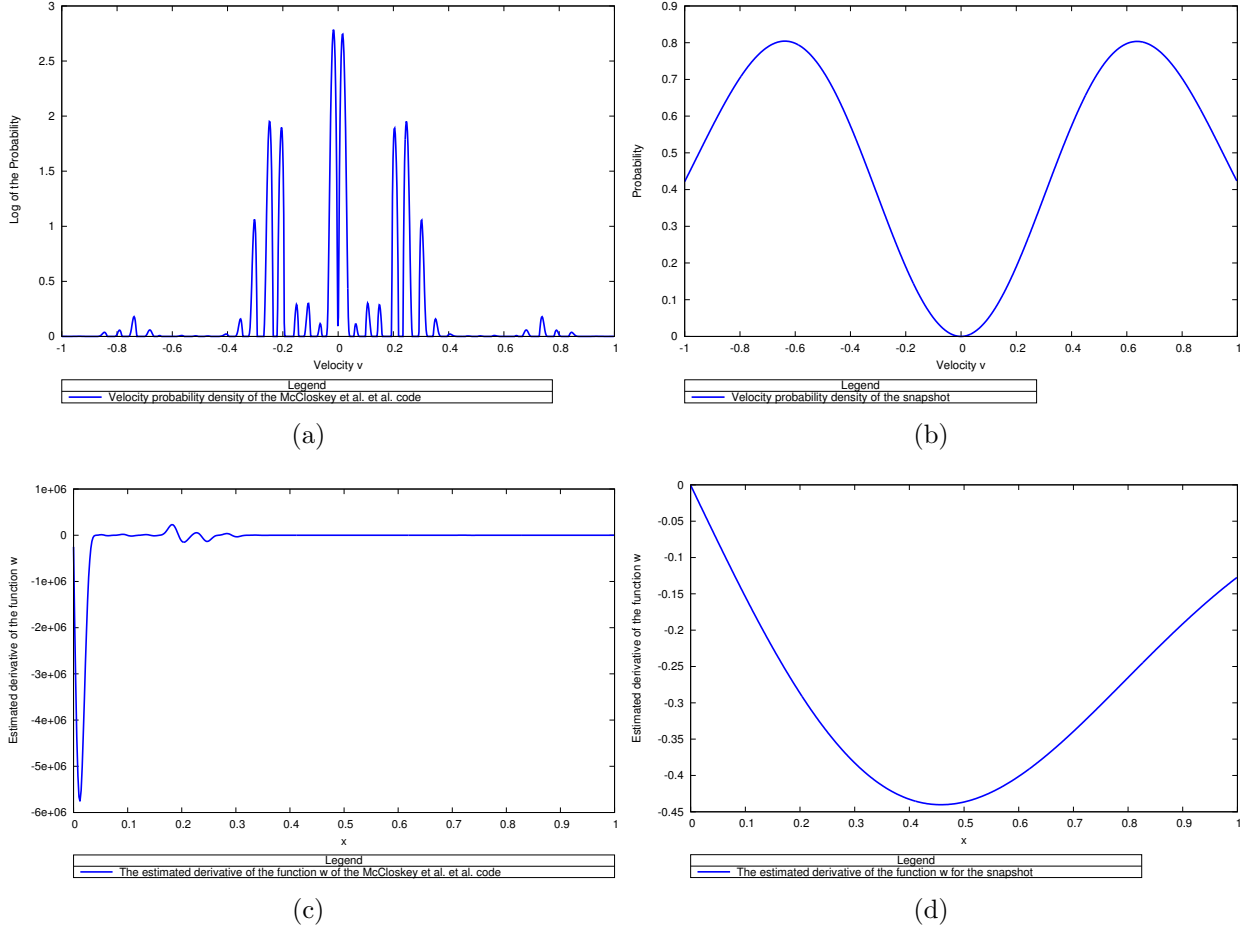 3
2.5
2
1.5
1
0.5
0
-1 -0.8 -0.6 -0.4 -0.2 0 0.2 0.4 0.6 0.8 1
Log of the Probability
Velocity v
Legend
Velocity probability density of the McCloskey et al. et al. code
(a)
0.9
0.8
0.7
0.6
0.5
0.4
0.3
0.2
0.1
0
-1 -0.8 -0.6 -0.4 -0.2 0 0.2 0.4 0.6 0.8 1
Probability
Velocity v
Legend
Velocity probability density of the snapshot
(b)
1e+06
0
-1e+06
-2e+06
-3e+06
-4e+06
-5e+06
-6e+06
0 0.1 0.2 0.3 0.4 0.5 0.6 0.7 0.8 0.9 1
Estimated derivative of the function w
x
Legend
The estimated derivative of the function w of the McCloskey et al. et al. code
(c)
0
-0.05
-0.1
-0.15
-0.2
-0.25
-0.3
-0.35
-0.4
-0.45
0 0.1 0.2 0.3 0.4 0.5 0.6 0.7 0.8 0.9 1
Estimated derivative of the function w
x
Legend
The estimated derivative of the function w for the snapshot
(d)